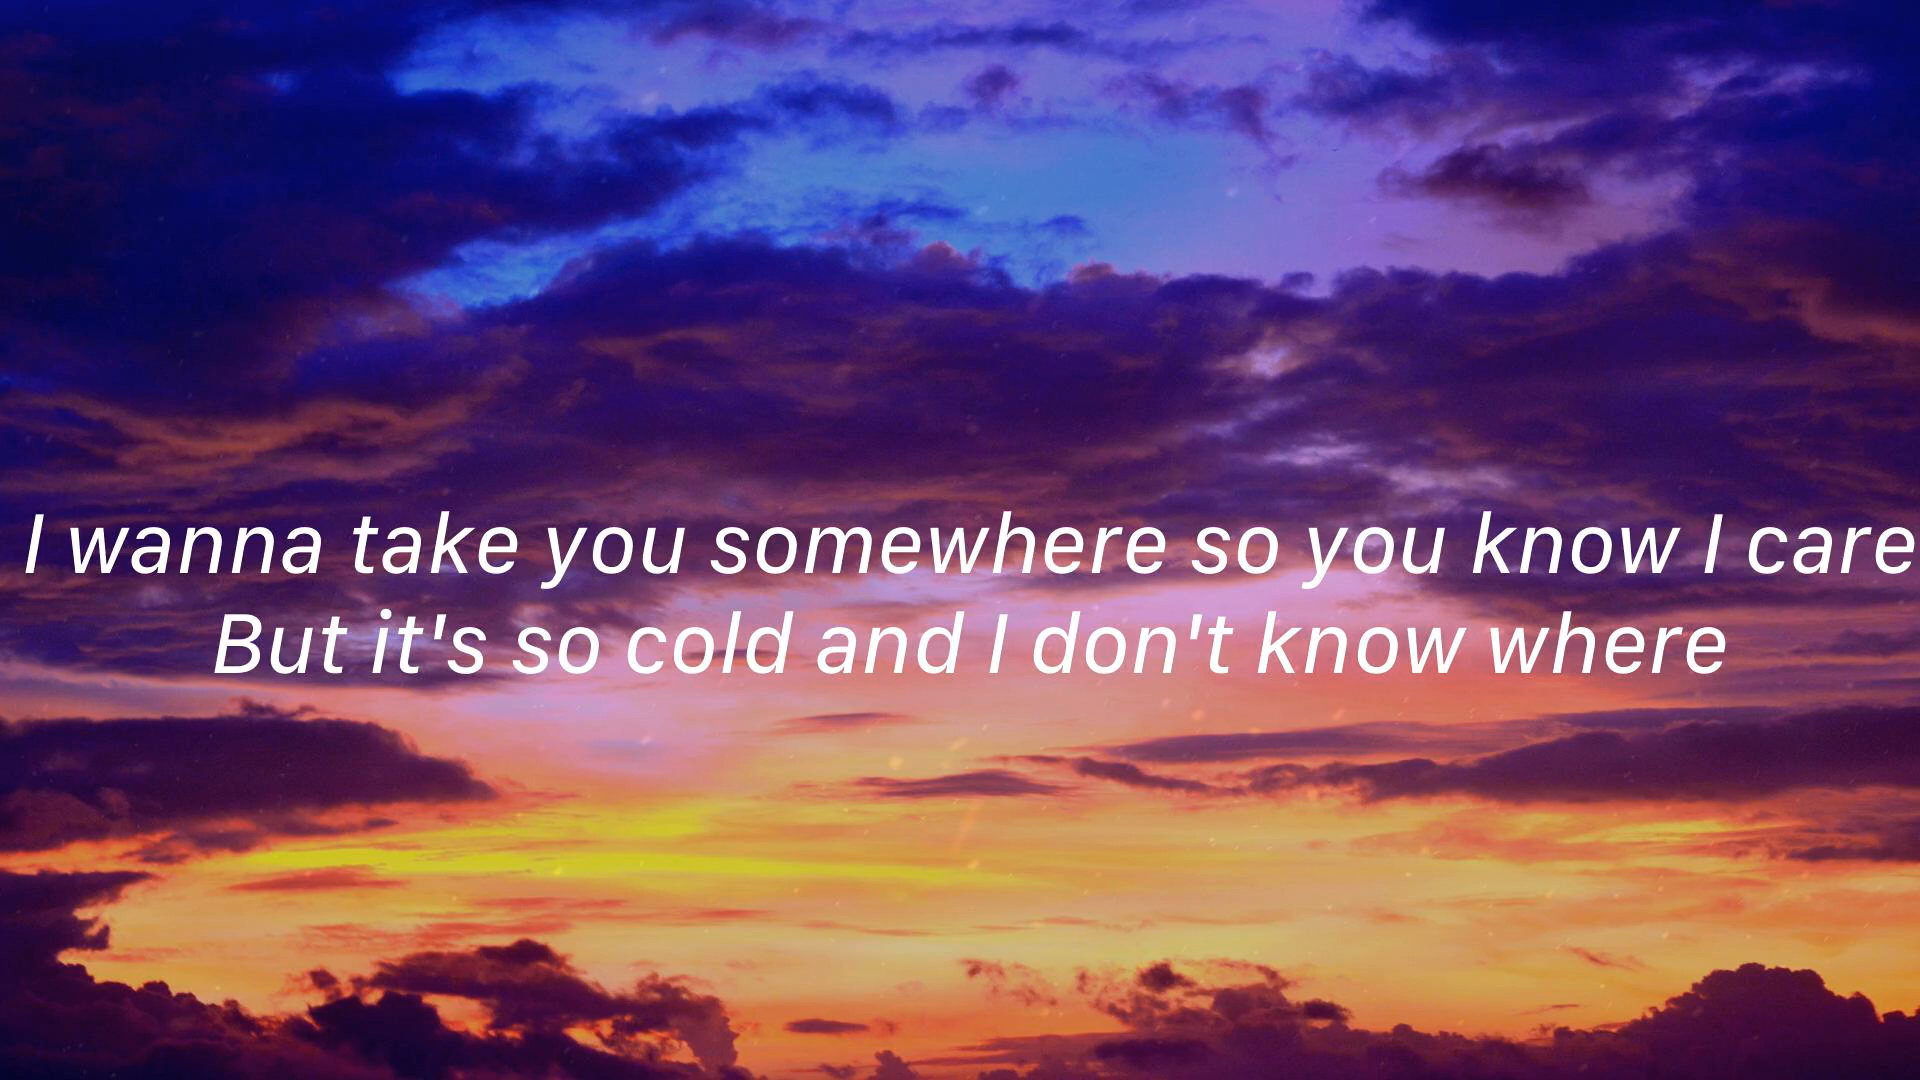 I wanna take you somewhere so you know I care
But it's so cold and I don't know where